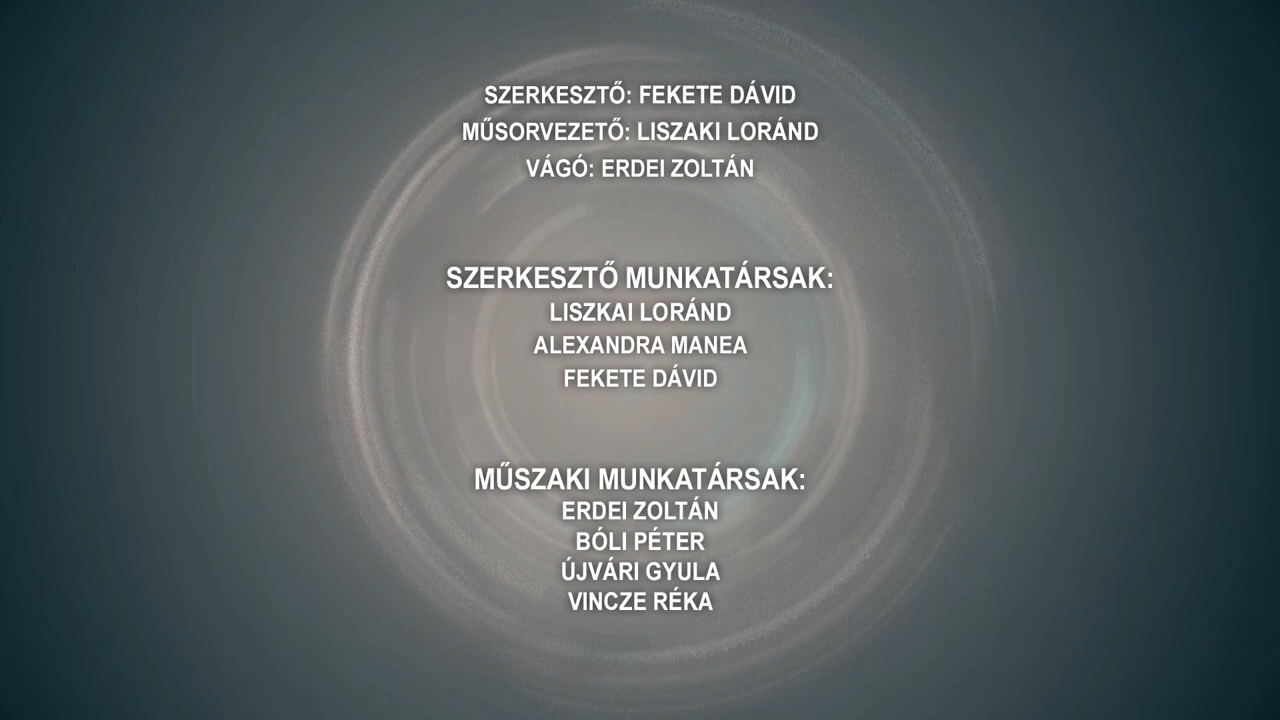 SZERKESZTŐ: FEKETE DÁVID
MŰSORVEZETŐ: LISZAKI LORÁND
VÁGÓ: ERDEI ZOLTÁN
SZERKESZTŐ MUNKATÁRSAK:
LISZKAI LORÁND
ALEXANDRA MANEA
FEKETE DÁVID
MŰSZAKI MUNKATÁRSAK:
ERDEI ZOLTÁN
BÓLI PÉTER
ÚJVÁRI GYULA
VINCZE RÉKA